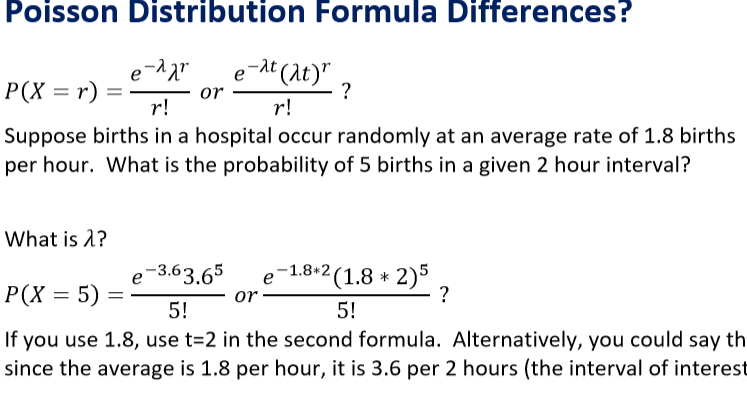 Poisson Distribution Formula Differences?
P(X = r) = e^{-λ}λ^r / r! or e^{-λt}(λt)^r / r! ?
Suppose births in a hospital occur randomly at an average rate of 1.8 births
per hour. What is the probability of 5 births in a given 2 hour interval?
What is λ?
P(X = 5) = e^{-3.6}3.6^5 / 5! or e^{-1.8*2}(1.8 * 2)^5 / 5! ?
If you use 1.8, use t=2 in the second formula. Alternatively, you could say th
since the average is 1.8 per hour, it is 3.6 per 2 hours (the interval of interest